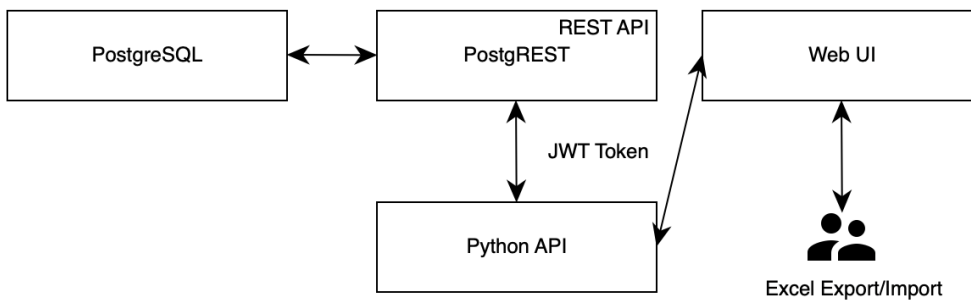 REST API
PostgreSQL
PostgREST
Web UI
JWT Token
Python API
Excel Export/Import